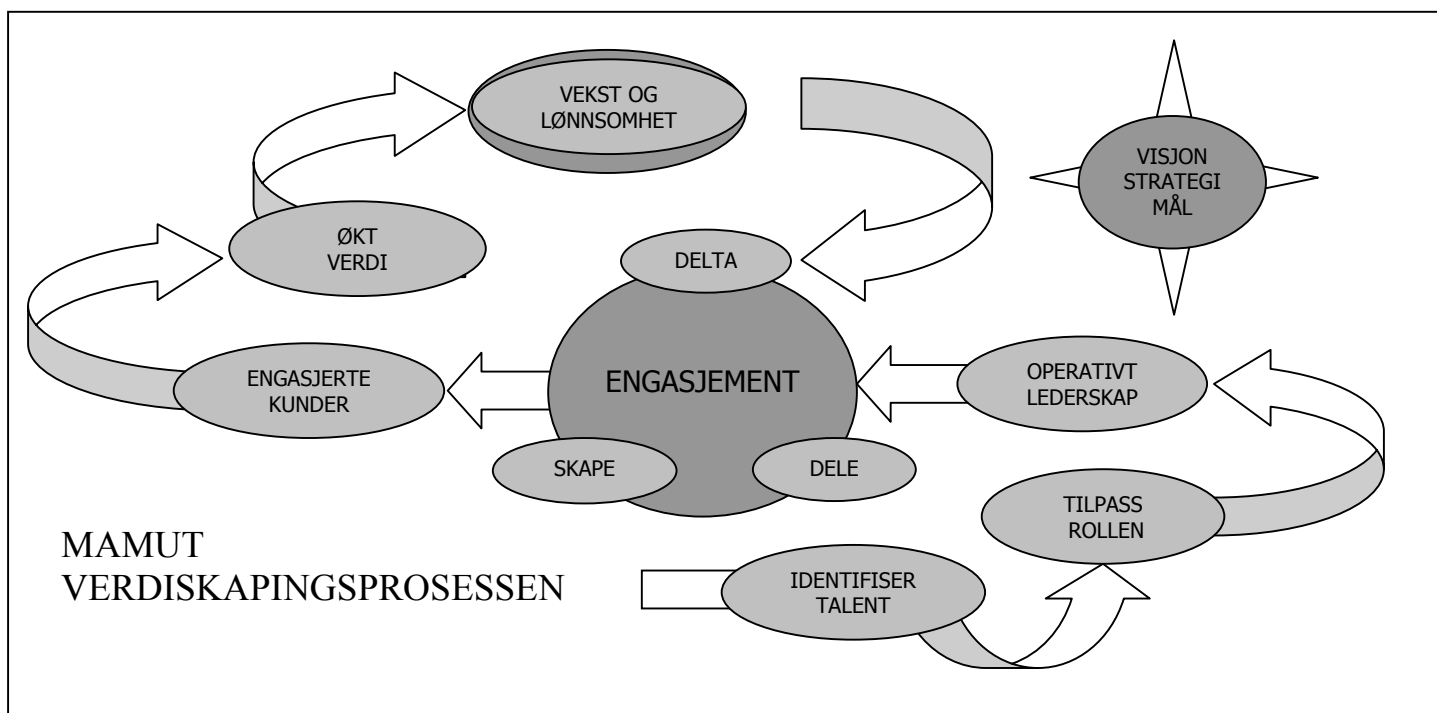 VEKST OG
LØNNSOMHET
VISJON
STRATEGI
MÅL
ØKT
VERDI
DELTA
ENGASJEMENT
ENGASJERTE
KUNDER
OPERATIVT
LEDERSKAP
SKAPE
DELE
TILPASS
ROLLEN
MAMUT
VERDISKAPINGSPROSESSEN
IDENTIFISER
TALENT